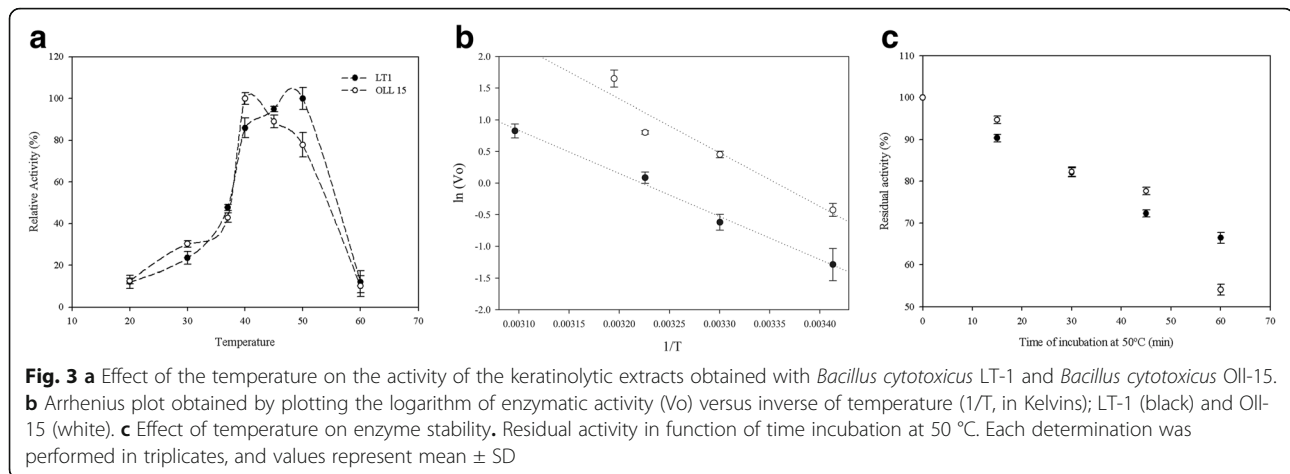 a
120
100
80
60
40
20
0
Relative Activity (%)
LT1
OLL 15
10 20 30 40 50 60 70
Temperature
b
2.0
1.5
1.0
0.5
0.0
-0.5
-1.0
-1.5
-2.0
ln (Vo)
0.00310 0.00315 0.00320 0.00325 0.00330 0.00335 0.00340
1/T
c
110
100
90
80
70
60
50
Residual activity (%)
0 10 20 30 40 50 60 70
Time of incubation at 50°C (min)
Fig. 3 a Effect of the temperature on the activity of the keratinolytic extracts obtained with Bacillus cytotoxicus LT-1 and Bacillus cytotoxicus Oll-15.
b Arrhenius plot obtained by plotting the logarithm of enzymatic activity (Vo) versus inverse of temperature (1/T, in Kelvins); LT-1 (black) and Oll-
15 (white). c Effect of temperature on enzyme stability. Residual activity in function of time incubation at 50 °C. Each determination was
performed in triplicates, and values represent mean ± SD